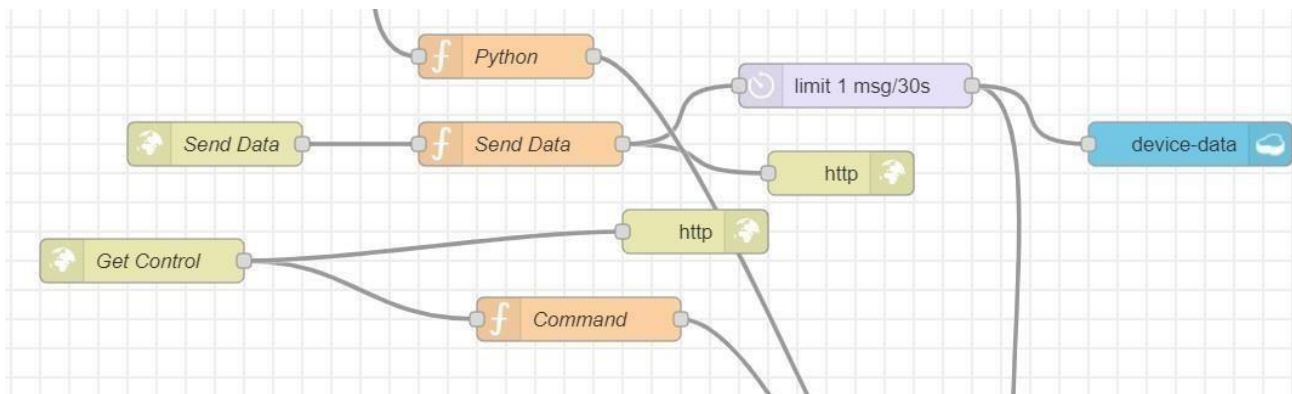 Python
limit 1 msg/30s
Send Data
Send Data
device-data
http
http
Get Control
Command